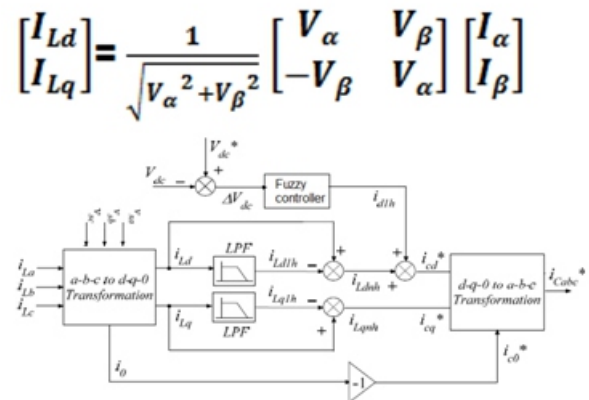 [I_Ld I_Lq] = 1 / √(V_α² + V_β²) [V_α V_β −V_β V_α] [I_α I_β]
V_dc*
V_dc − +
ΔV_dc
Fuzzy controller
i_d1h
i_La
i_Lb
i_Lc
a-b-c to d-q-0 Transformation
i_Ld
LPF
i_Ld1h − +
i_Ldnh + +
i_cd*
i_Lq
LPF
i_Lq1h − +
i_Lqnh
i_cq*
d-q-0 to a-b-c Transformation
i_Cabc*
i_0
-1
i_c0*